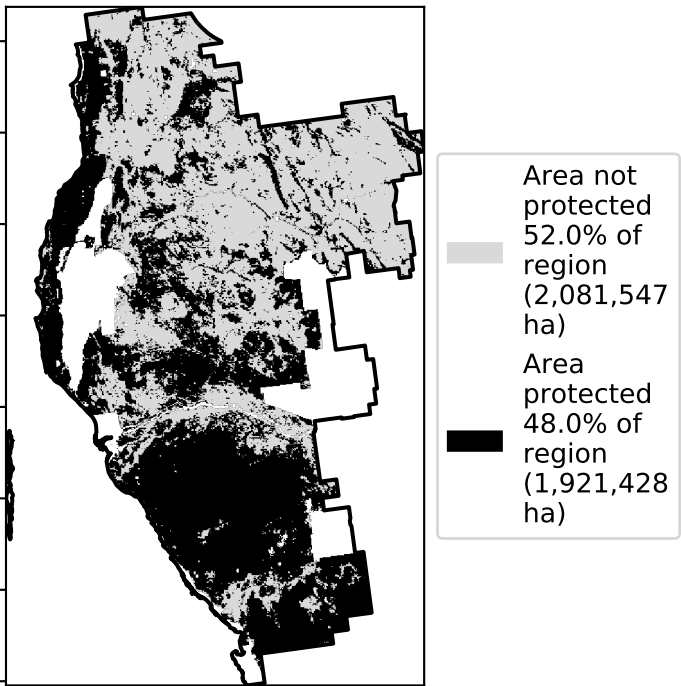 Area not
protected
52.0% of
region
(2,081,547
ha)
Area
protected
48.0% of
region
(1,921,428
ha)